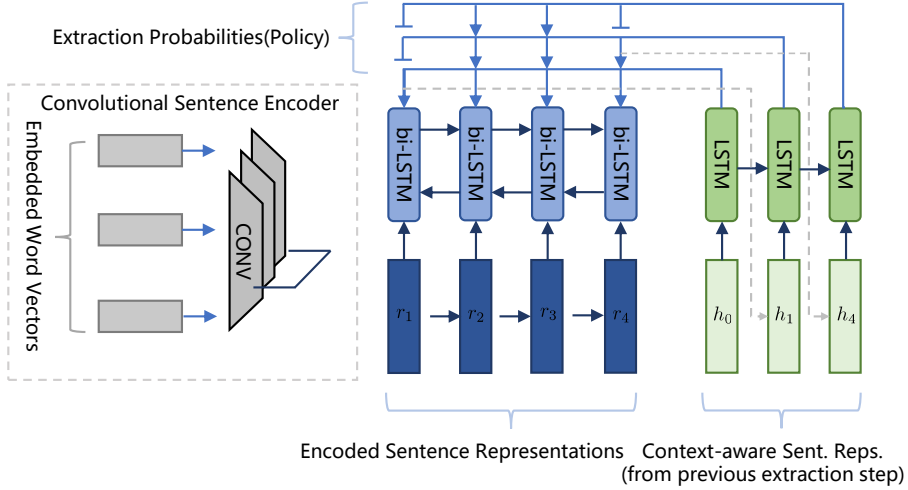 Extraction Probabilities(Policy)
Convolutional Sentence Encoder
Embedded Word Vectors
CONV
bi-LSTM
bi-LSTM
bi-LSTM
bi-LSTM
LSTM
LSTM
LSTM
r1
r2
r3
r4
h0
h1
h4
Encoded Sentence Representations
Context-aware Sent. Reps.
(from previous extraction step)